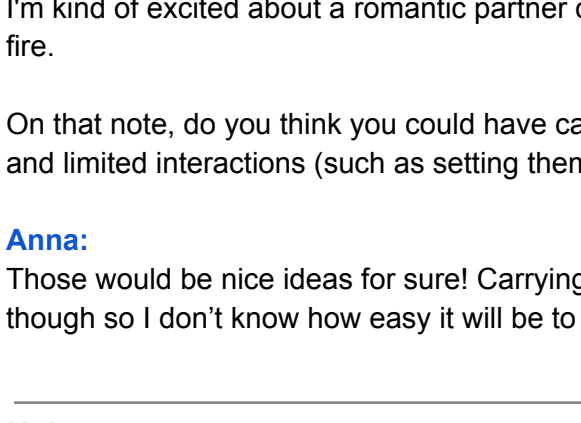 I'm kind of excited about a romantic partner
fire.
On that note, do you think you could have
and limited interactions (such as setting
Anna:
Those would be nice ideas for sure! Carrying
though so I don't know how easy it will be to